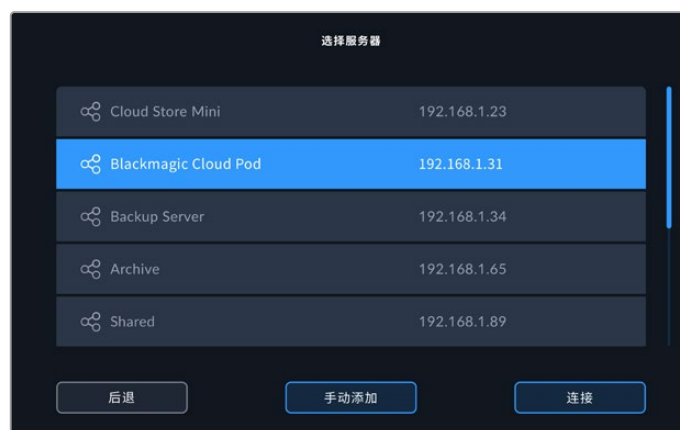 选择服务器
Cloud Store Mini 192.168.1.23
Blackmagic Cloud Pod 192.168.1.31
Backup Server 192.168.1.34
Archive 192.168.1.65
Shared 192.168.1.89
后退 手动添加 连接